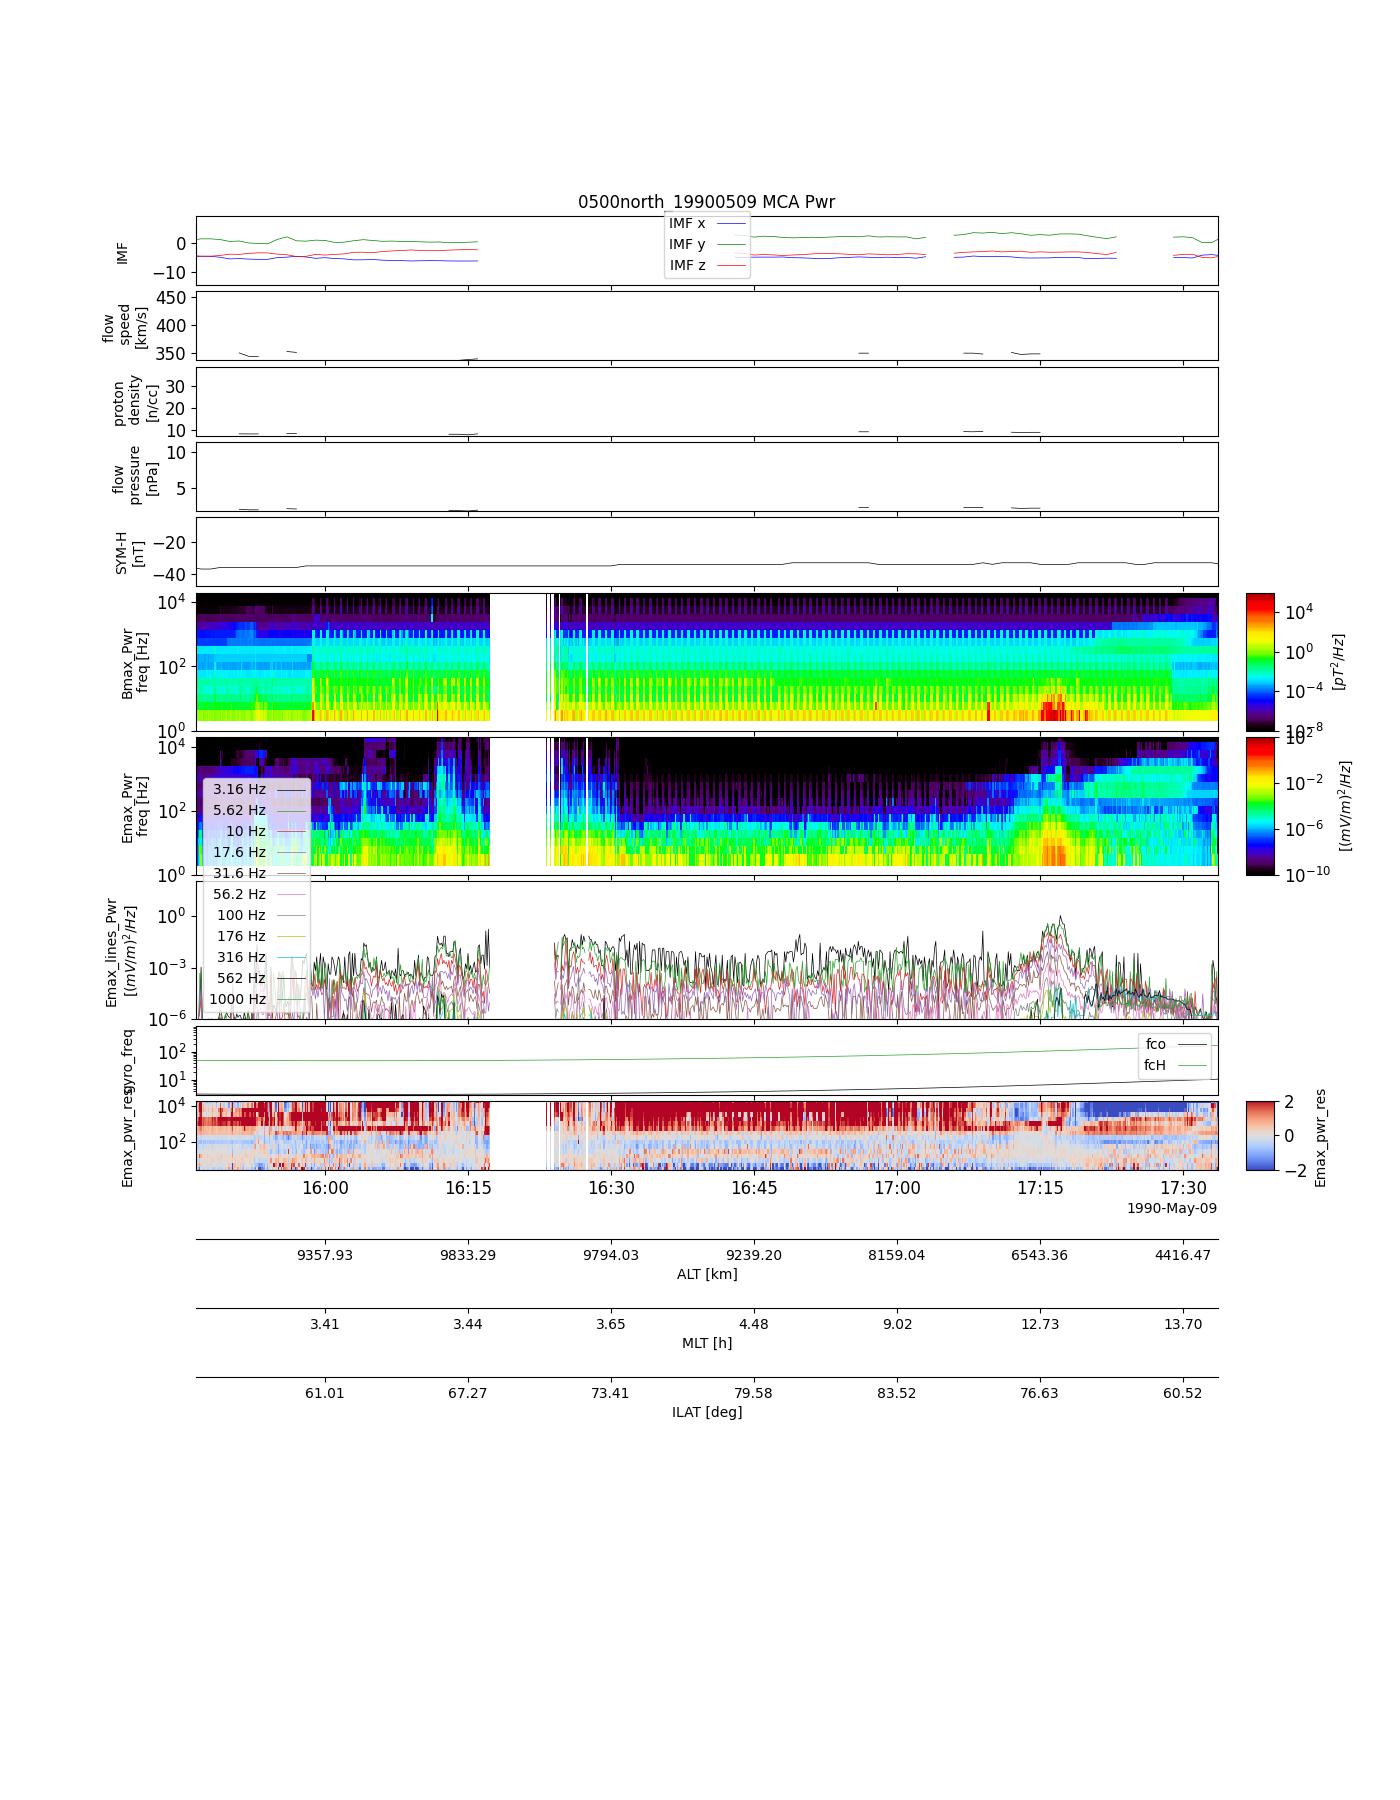 0500north_19900509 MCA Pwr
IMF
0
−10
IMF x
IMF y
IMF z
flow
speed
[km/s]
450
400
350
proton
density
[n/cc]
30
20
10
flow
pressure
[nPa]
10
5
SYM-H
[nT]
−20
−40
Bmax_Pwr
freq [Hz]
10^4
10^2
10^0
10^4
10^0
10^-4
10^-8
[pT^2/Hz]
Emax_Pwr
freq [Hz]
10^4
10^2
10^0
10^2
10^-2
10^-6
10^-10
[(mV/m)^2/Hz]
3.16 Hz
5.62 Hz
10 Hz
17.6 Hz
31.6 Hz
56.2 Hz
100 Hz
176 Hz
316 Hz
562 Hz
1000 Hz
Emax_lines_Pwr
[(mV/m)^2/Hz]
10^0
10^-3
10^-6
gyro_freq
10^2
10^1
fco
fcH
Emax_pwr_res
10^4
10^2
2
0
−2
Emax_pwr_res
16:00 16:15 16:30 16:45 17:00 17:15 17:30
1990-May-09
9357.93 9833.29 9794.03 9239.20 8159.04 6543.36 4416.47
ALT [km]
3.41 3.44 3.65 4.48 9.02 12.73 13.70
MLT [h]
61.01 67.27 73.41 79.58 83.52 76.63 60.52
ILAT [deg]